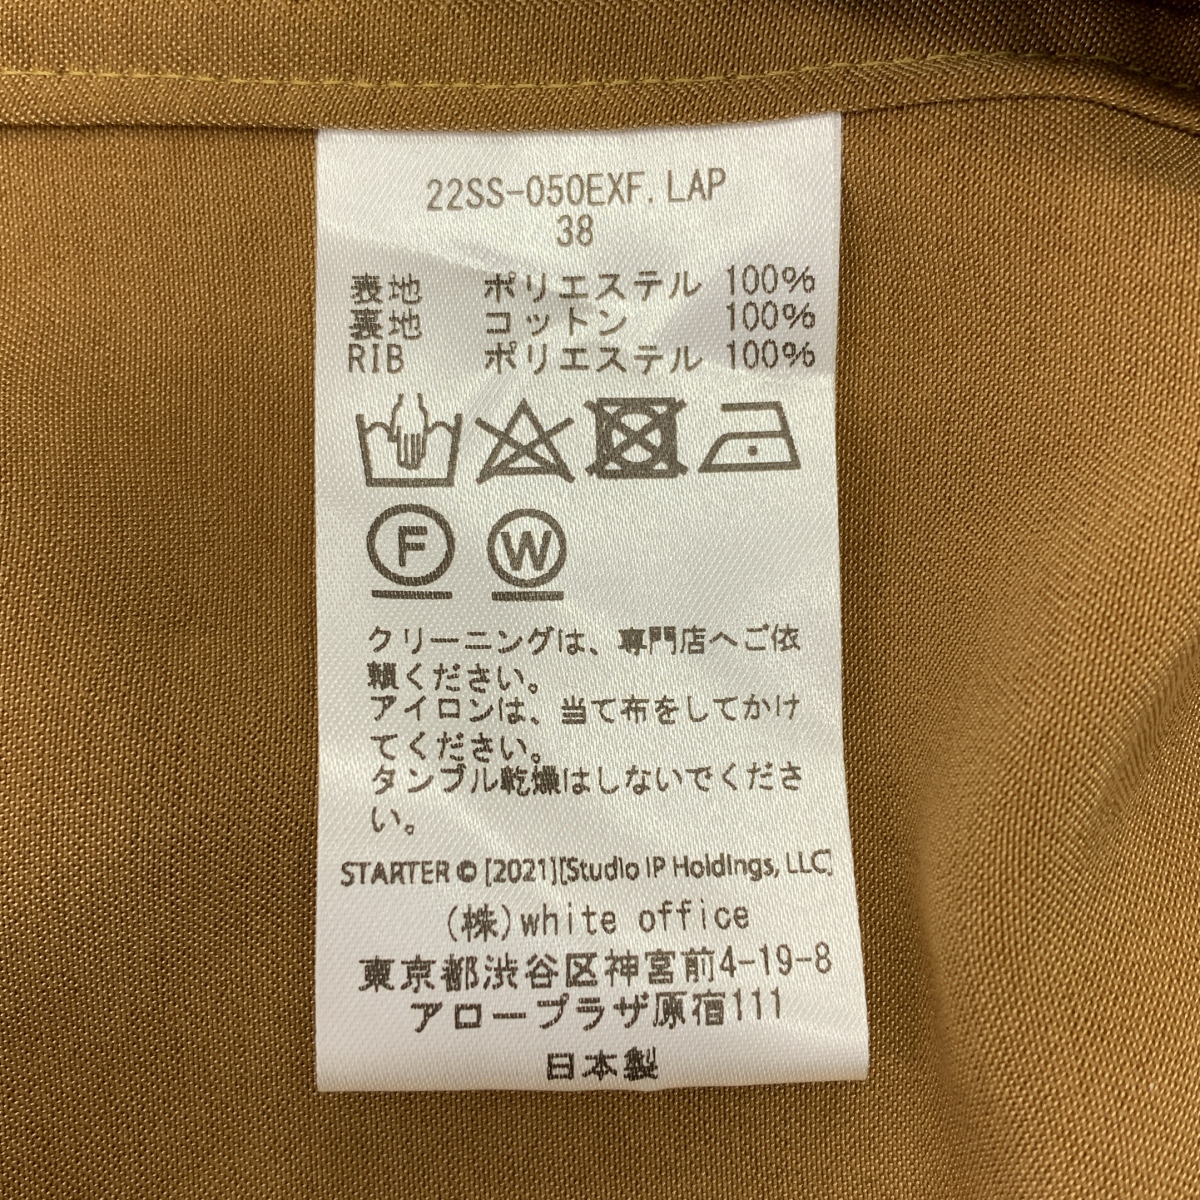 22SS-050EXF.LAP
38
表地 ポリエステル 100%
裏地 コットン 100%
RIB ポリエステル 100%
F W
クリーニングは、専門店へご依
頼ください。
アイロンは、当て布をしてかけ
てください。
タンブル乾燥はしないでくださ
い。
STARTER © [2021][Studio IP Holdings, LLC]
(株)white office
東京都渋谷区神宮前4-19-8
アロープラザ原宿111
日本製